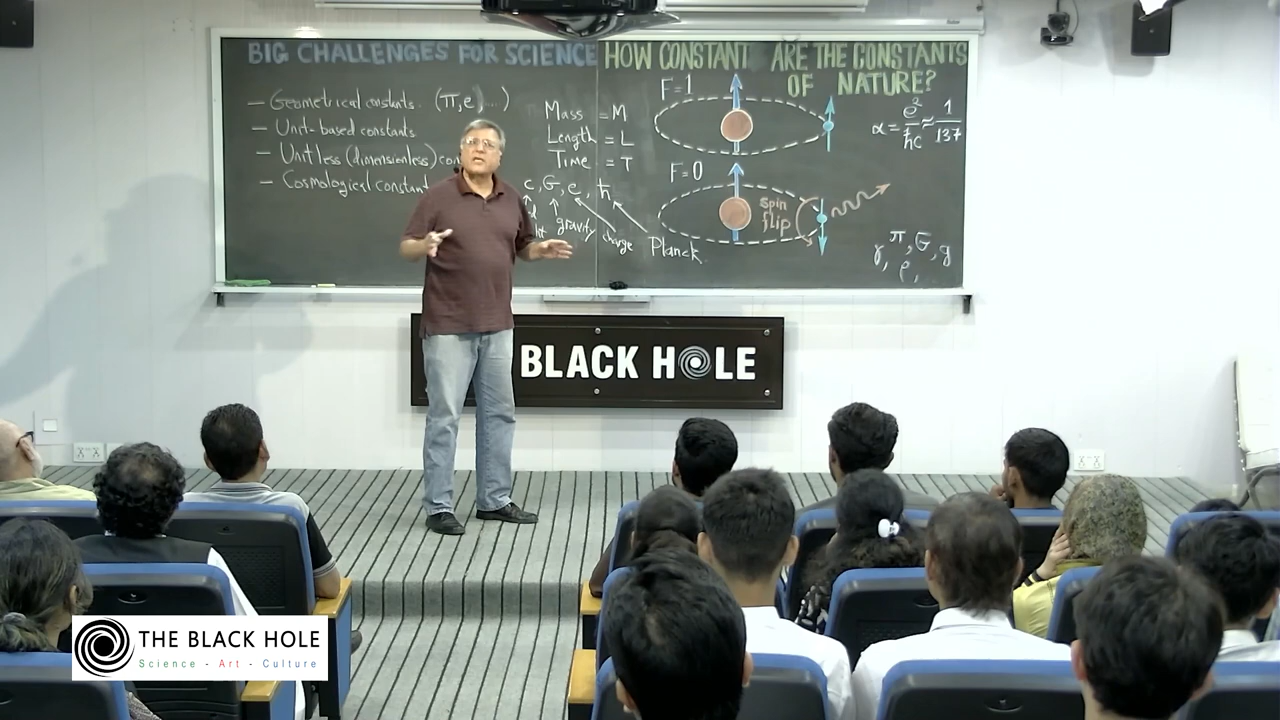 BIG CHALLENGES FOR SCIENCE
HOW CONSTANT ARE THE CONSTANTS
OF NATURE?
– Geometrical constants. (π, e, ....)
– Unit-based constants
– Unitless (dimensionless)
– Cosmological constant
Mass = M
Length = L
Time = T
c, G, e, ħ
gravity
charge
Planck
F=1
F=0
spin
flip
α = e²/ħc ≈ 1/137
π, G, g
γ, ρ,
BLACK HOLE
THE BLACK HOLE
Science - Art - Culture